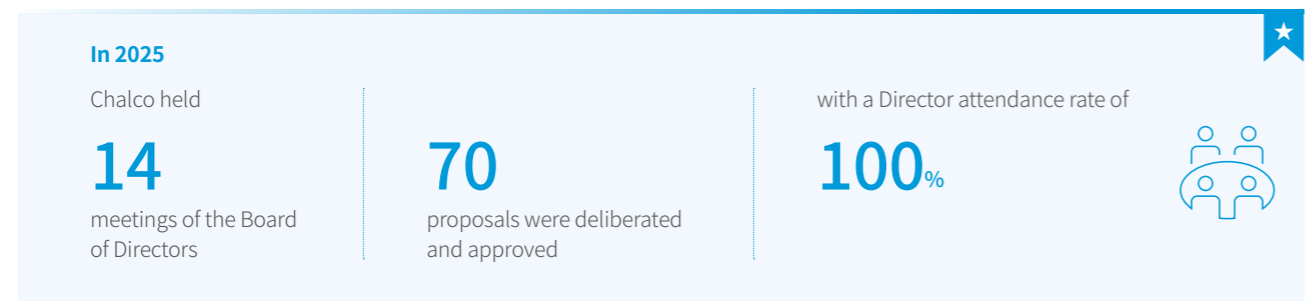 In 2025
Chalco held
14
meetings of the Board
of Directors
70
proposals were deliberated
and approved
with a Director attendance rate of
100%